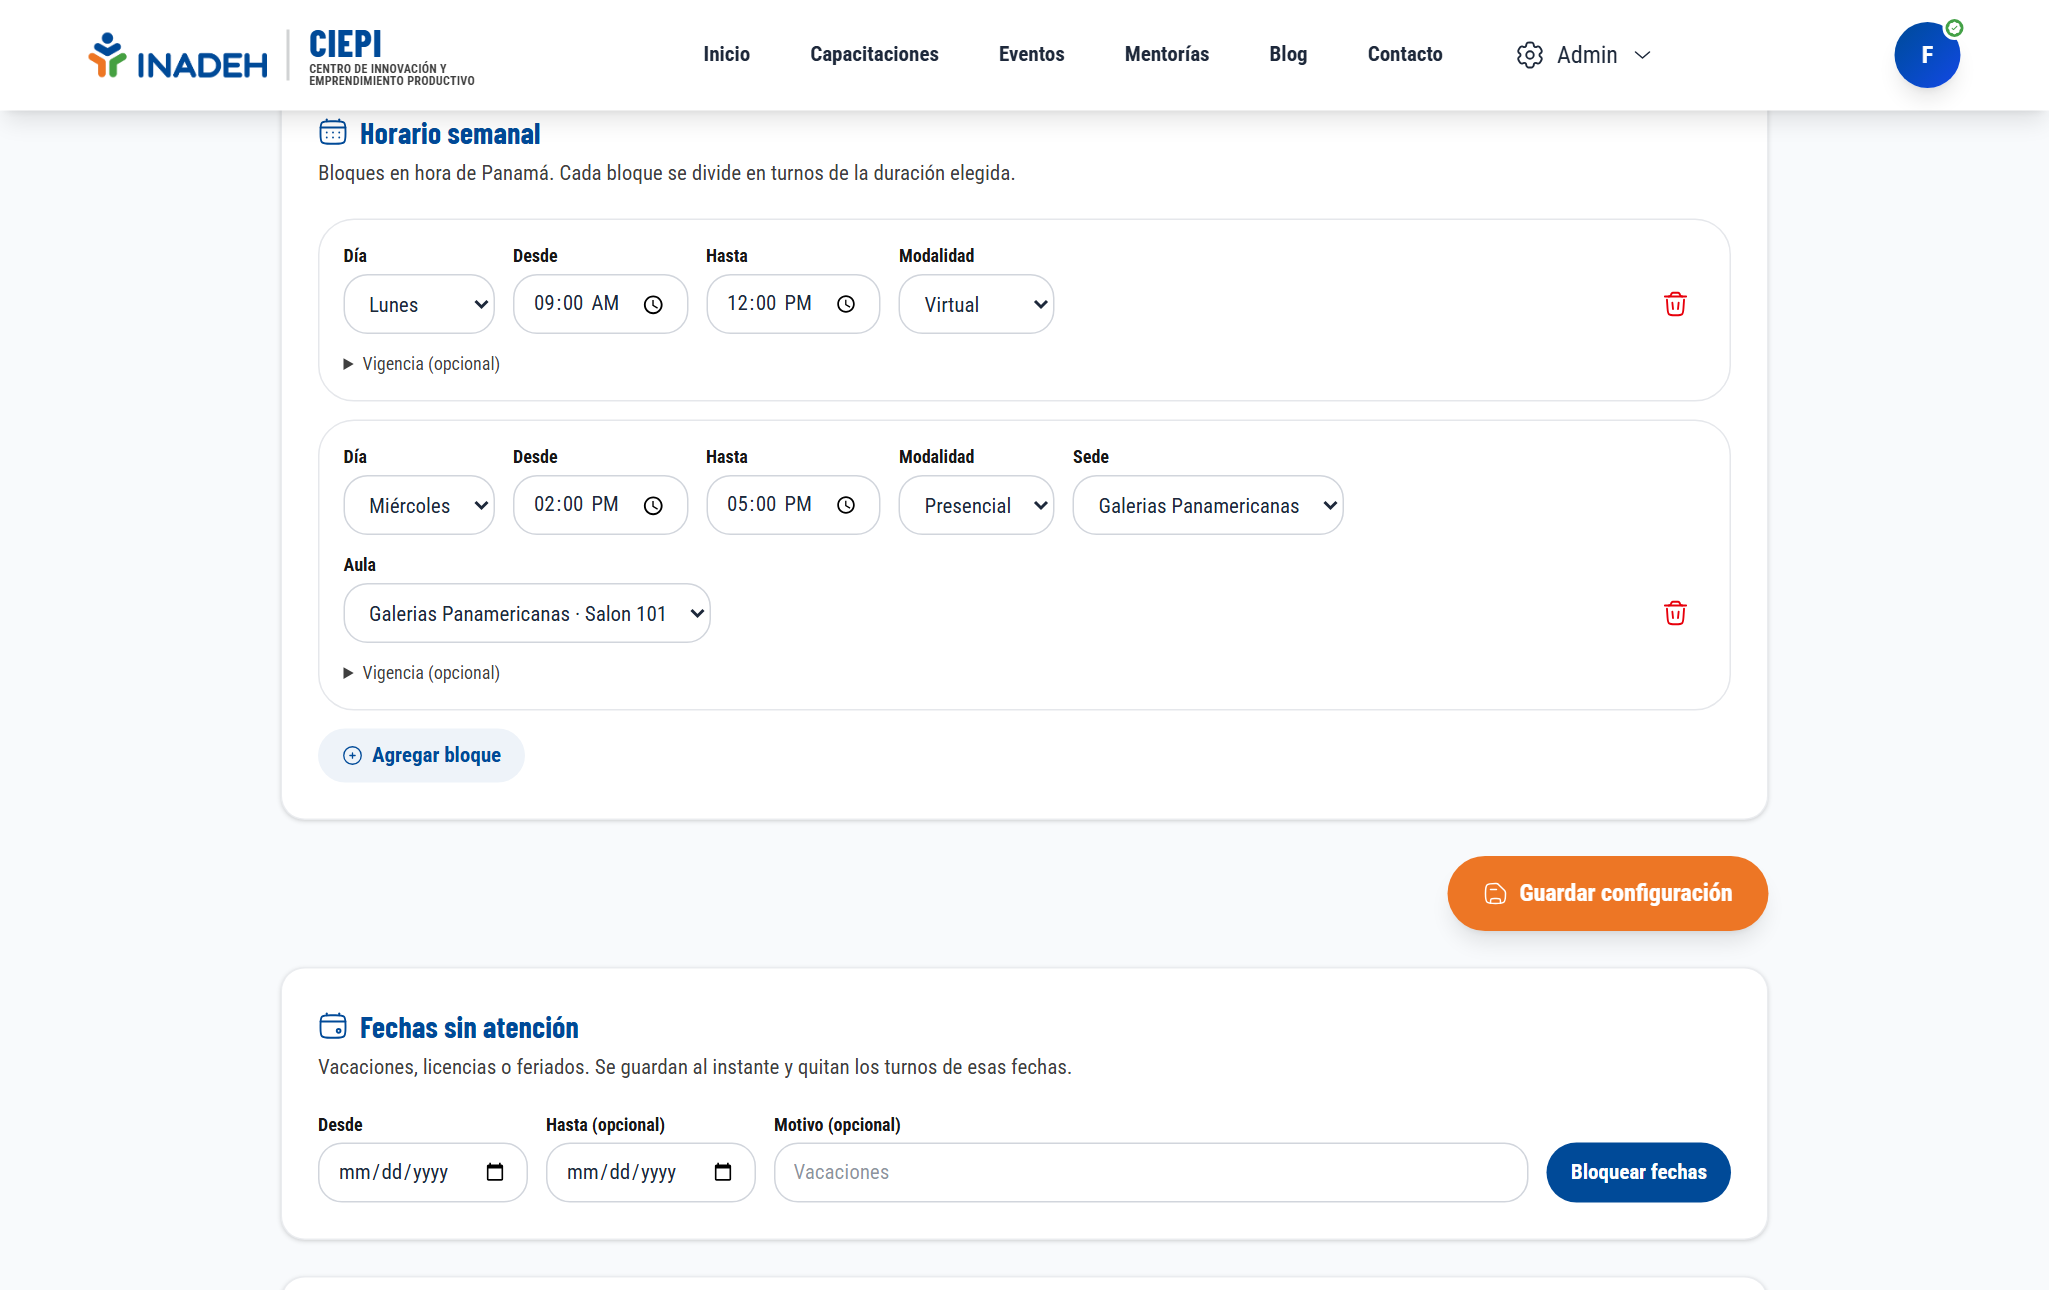 INADEH
CIEPI
CENTRO DE INNOVACIÓN Y
EMPRENDIMIENTO PRODUCTIVO
Inicio
Capacitaciones
Eventos
Mentorías
Blog
Contacto
Admin
F
Horario semanal
Bloques en hora de Panamá. Cada bloque se divide en turnos de la duración elegida.
Día
Desde
Hasta
Modalidad
Lunes
09:00 AM
12:00 PM
Virtual
Vigencia (opcional)
Día
Desde
Hasta
Modalidad
Sede
Miércoles
02:00 PM
05:00 PM
Presencial
Galerias Panamericanas
Aula
Galerias Panamericanas · Salon 101
Vigencia (opcional)
Agregar bloque
Guardar configuración
Fechas sin atención
Vacaciones, licencias o feriados. Se guardan al instante y quitan los turnos de esas fechas.
Desde
Hasta (opcional)
Motivo (opcional)
mm/dd/yyyy
mm/dd/yyyy
Vacaciones
Bloquear fechas